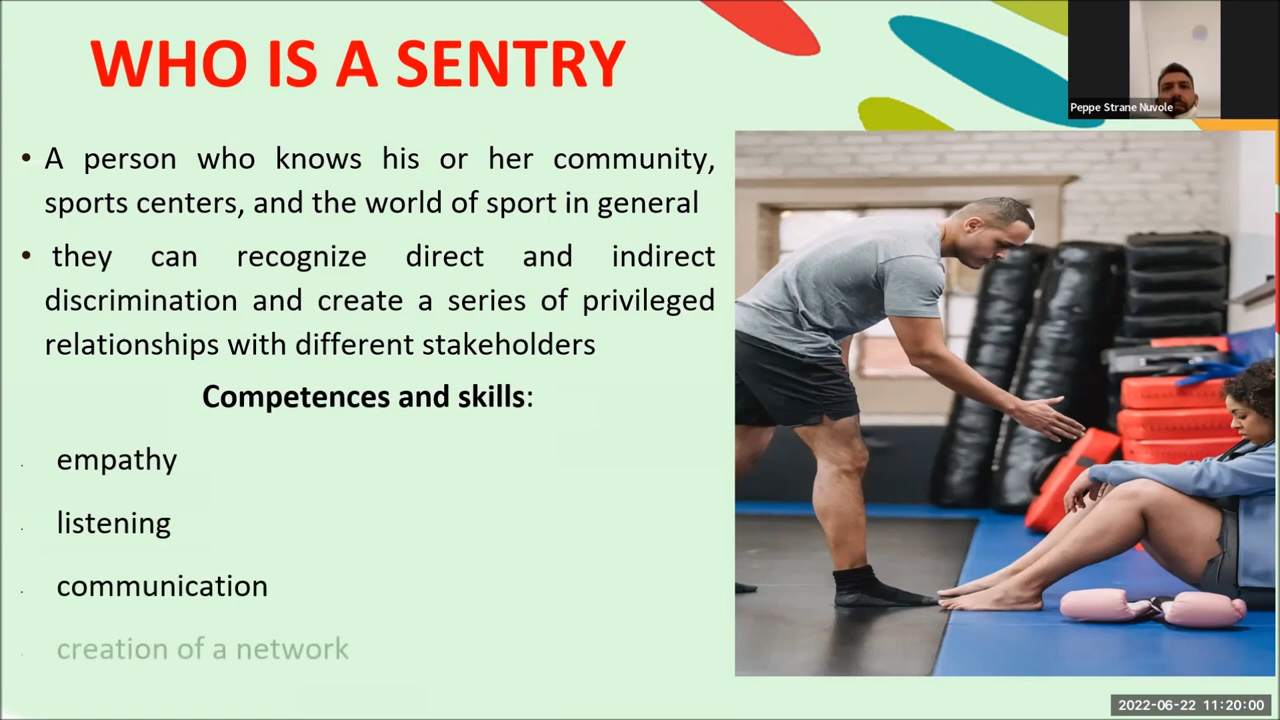 WHO IS A SENTRY
Peppe Strane Nuvole
• A person who knows his or her community,
sports centers, and the world of sport in general
• they can recognize direct and indirect
discrimination and create a series of privileged
relationships with different stakeholders
Competences and skills:
. empathy
. listening
. communication
. creation of a network
2022-06-22 11:20:00